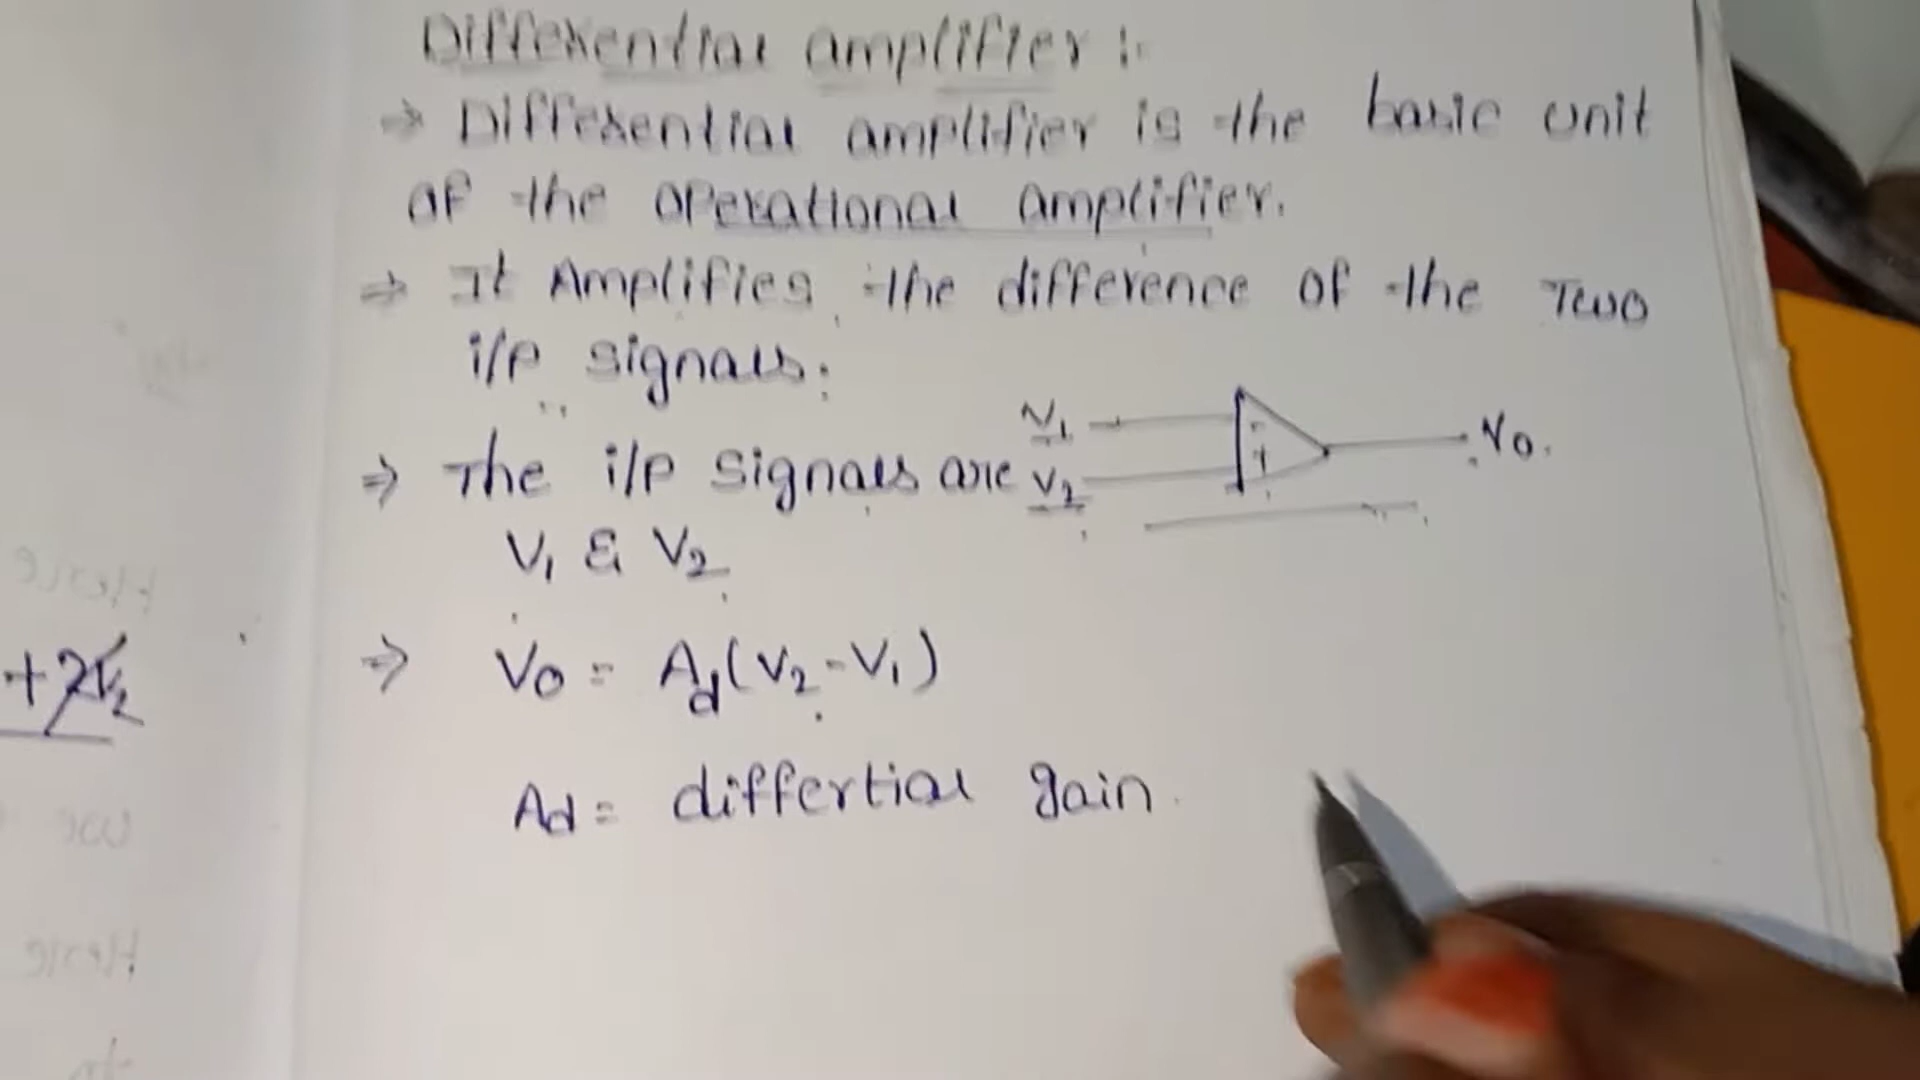 Differential amplifier :-
⇒ Differential amplifier is the basic unit
of the operational amplifier.
⇒ It Amplifies the difference of the Two
i/p signals.
V1
- +
Vo.
⇒ The i/p signals are V2
V1 & V2
⇒ Vo = Ad(V2-V1)
Ad = differtial gain
+2V2